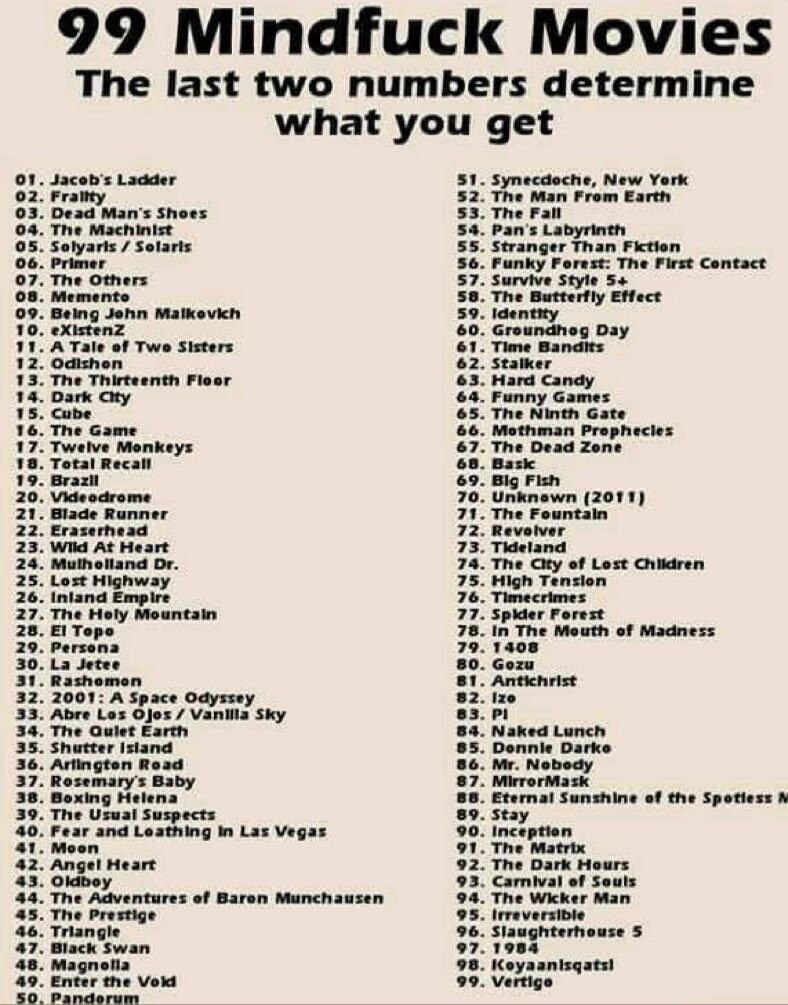 99 Mindfuck Movies
The last two numbers determine
what you get
01. Jacob's Ladder
02. Frailty
03. Dead Man's Shoes
04. The Machinist
05. Solyaris / Solaris
06. Primer
07. The Others
08. Memento
09. Being John Malkovich
10. eXistenZ
11. A Tale of Two Sisters
12. Odishon
13. The Thirteenth Floor
14. Dark City
15. Cube
16. The Game
17. Twelve Monkeys
18. Total Recall
19. Brazil
20. Videodrome
21. Blade Runner
22. Eraserhead
23. Wild At Heart
24. Mulholland Dr.
25. Lost Highway
26. Inland Empire
27. The Holy Mountain
28. El Topo
29. Persona
30. La Jetee
31. Rashomon
32. 2001: A Space Odyssey
33. Abre Los Ojos / Vanilla Sky
34. The Quiet Earth
35. Shutter Island
36. Arlington Road
37. Rosemary's Baby
38. Boxing Helena
39. The Usual Suspects
40. Fear and Loathing in Las Vegas
41. Moon
42. Angel Heart
43. Oldboy
44. The Adventures of Baron Munchausen
45. The Prestige
46. Triangle
47. Black Swan
48. Magnolia
49. Enter the Void
50. Pandorum
51. Synecdoche, New York
52. The Man From Earth
53. The Fall
54. Pan's Labyrinth
55. Stranger Than Fiction
56. Funky Forest: The First Contact
57. Survive Style 5+
58. The Butterfly Effect
59. Identity
60. Groundhog Day
61. Time Bandits
62. Stalker
63. Hard Candy
64. Funny Games
65. The Ninth Gate
66. Mothman Prophecies
67. The Dead Zone
68. Basic
69. Big Fish
70. Unknown (2011)
71. The Fountain
72. Revolver
73. Tideland
74. The City of Lost Children
75. High Tension
76. Timecrimes
77. Spider Forest
78. In The Mouth of Madness
79. 1408
80. Gozu
81. Antichrist
82. Izo
83. Pi
84. Naked Lunch
85. Donnie Darko
86. Mr. Nobody
87. MirrorMask
88. Eternal Sunshine of the Spotless M
89. Stay
90. Inception
91. The Matrix
92. The Dark Hours
93. Carnival of Souls
94. The Wicker Man
95. Irreversible
96. Slaughterhouse 5
97. 1984
98. Koyaanisqatsi
99. Vertigo